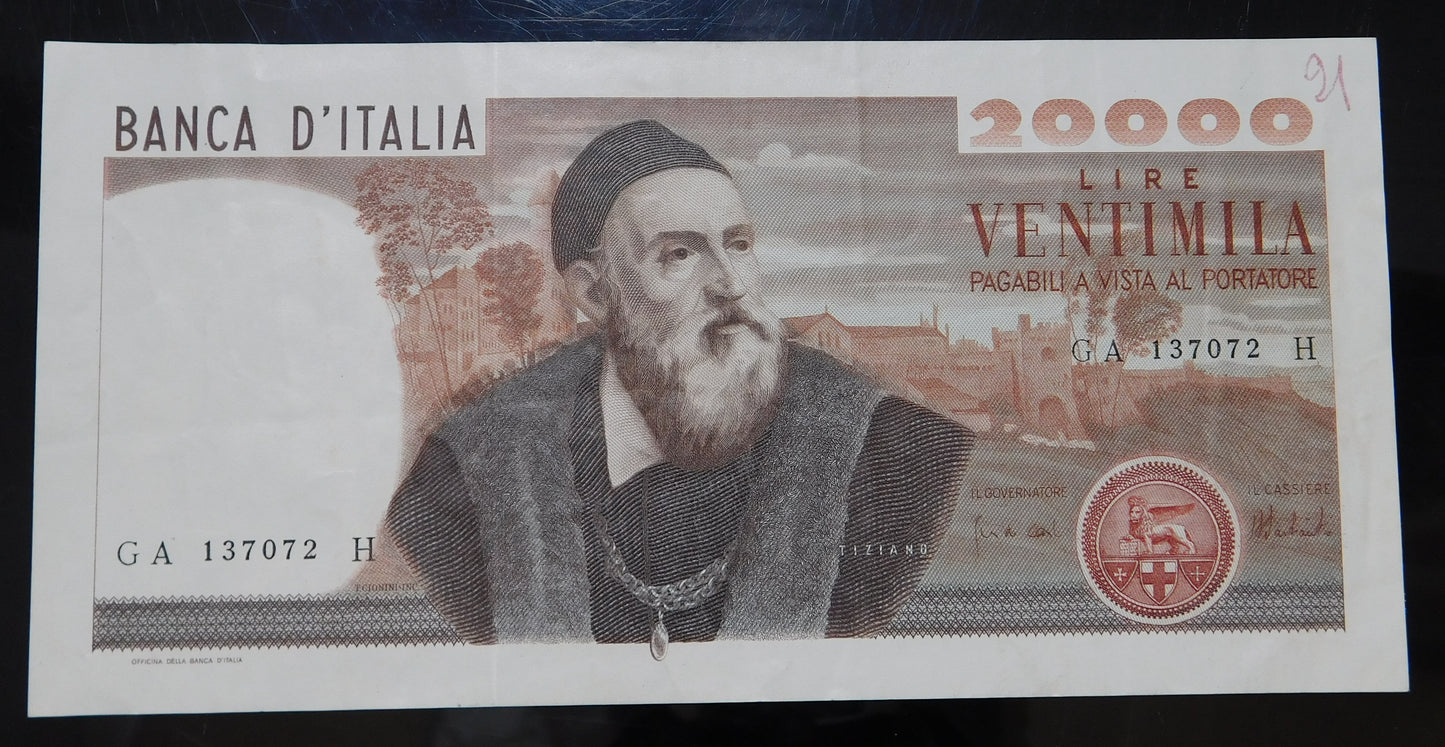 91
BANCA D'ITALIA
20000
LIRE
VENTIMILA
PAGABILI A VISTA AL PORTATORE
GA 137072 H
IL GOVERNATORE
IL CASSIERE
GA 137072 H
TIZIANO
OFFICINA DELLA BANCA D'ITALIA